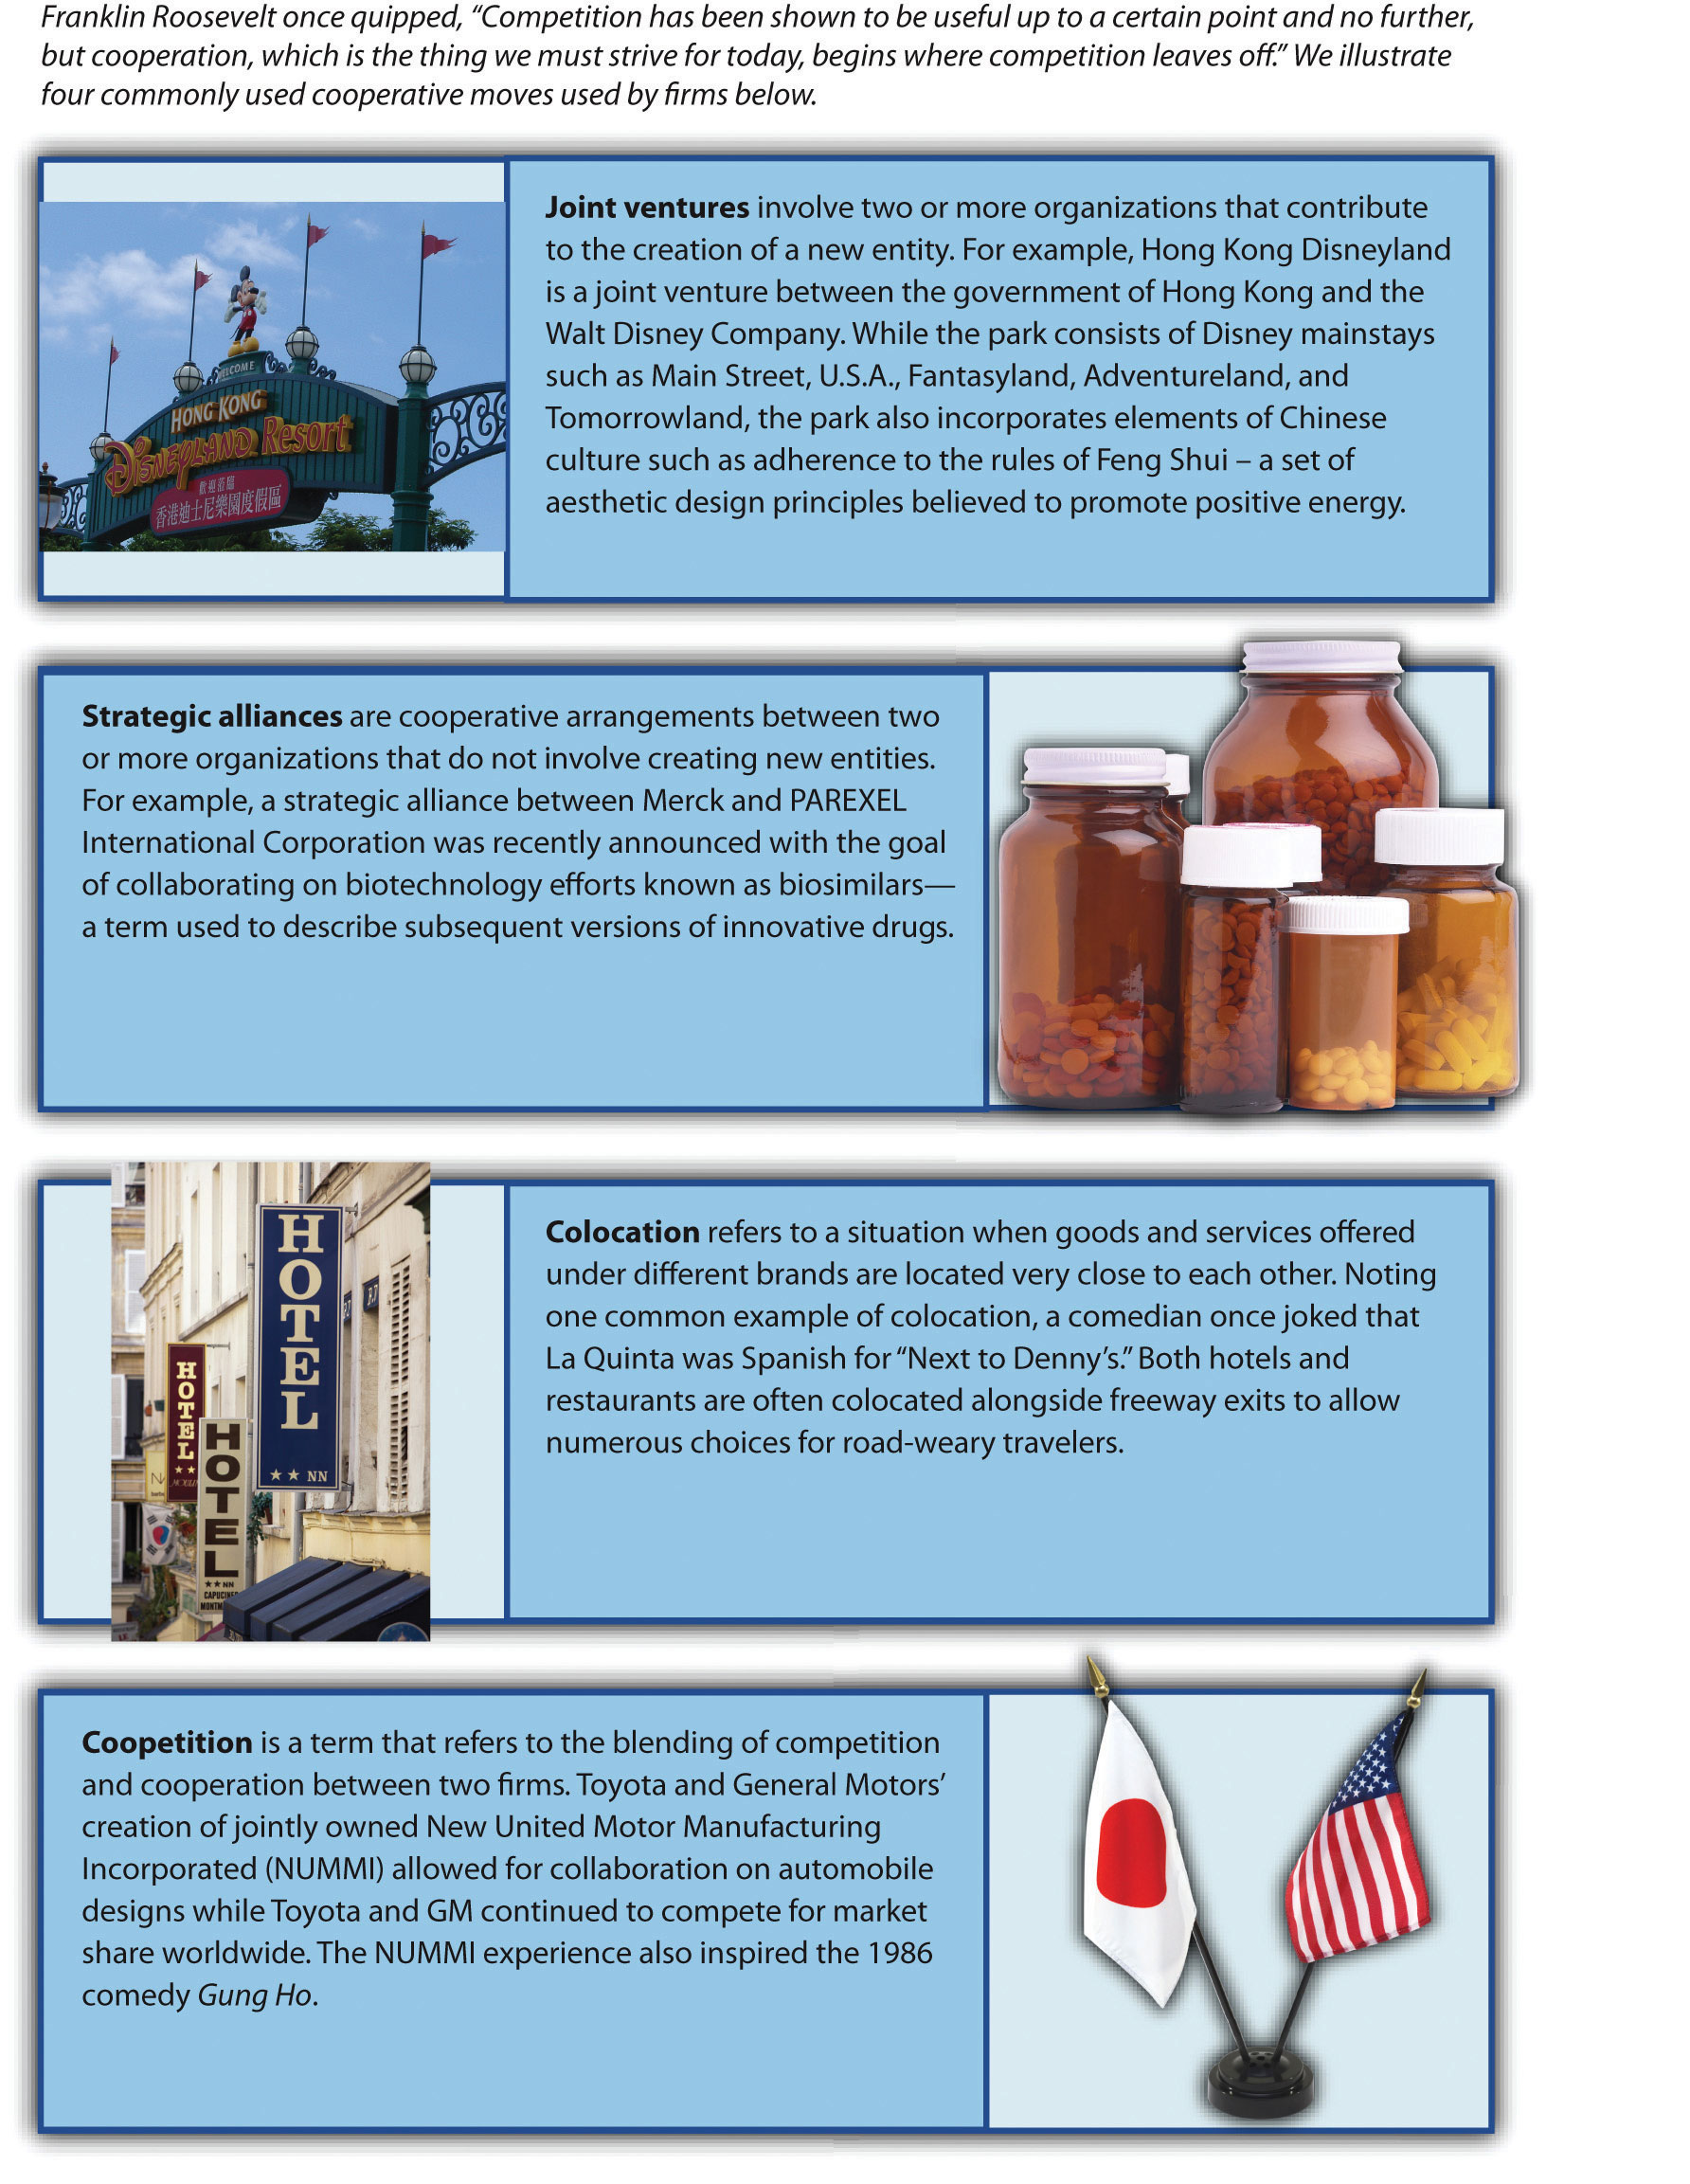 Franklin Roosevelt once quipped, “Competition has been shown to be useful up to a certain point and no further,
but cooperation, which is the thing we must strive for today, begins where competition leaves off.” We illustrate
four commonly used cooperative moves used by firms below.
WELCOME
HONG KONG
DISNEYLAND Resort
歡迎蒞臨
香港迪士尼樂園度假區
Joint ventures involve two or more organizations that contribute
to the creation of a new entity. For example, Hong Kong Disneyland
is a joint venture between the government of Hong Kong and the
Walt Disney Company. While the park consists of Disney mainstays
such as Main Street, U.S.A., Fantasyland, Adventureland, and
Tomorrowland, the park also incorporates elements of Chinese
culture such as adherence to the rules of Feng Shui – a set of
aesthetic design principles believed to promote positive energy.
Strategic alliances are cooperative arrangements between two
or more organizations that do not involve creating new entities.
For example, a strategic alliance between Merck and PAREXEL
International Corporation was recently announced with the goal
of collaborating on biotechnology efforts known as biosimilars—
a term used to describe subsequent versions of innovative drugs.
HOTEL
NN
HOTEL
HOTEL
NN
Colocation refers to a situation when goods and services offered
under different brands are located very close to each other. Noting
one common example of colocation, a comedian once joked that
La Quinta was Spanish for “Next to Denny’s.” Both hotels and
restaurants are often colocated alongside freeway exits to allow
numerous choices for road-weary travelers.
Coopetition is a term that refers to the blending of competition
and cooperation between two firms. Toyota and General Motors’
creation of jointly owned New United Motor Manufacturing
Incorporated (NUMMI) allowed for collaboration on automobile
designs while Toyota and GM continued to compete for market
share worldwide. The NUMMI experience also inspired the 1986
comedy Gung Ho.